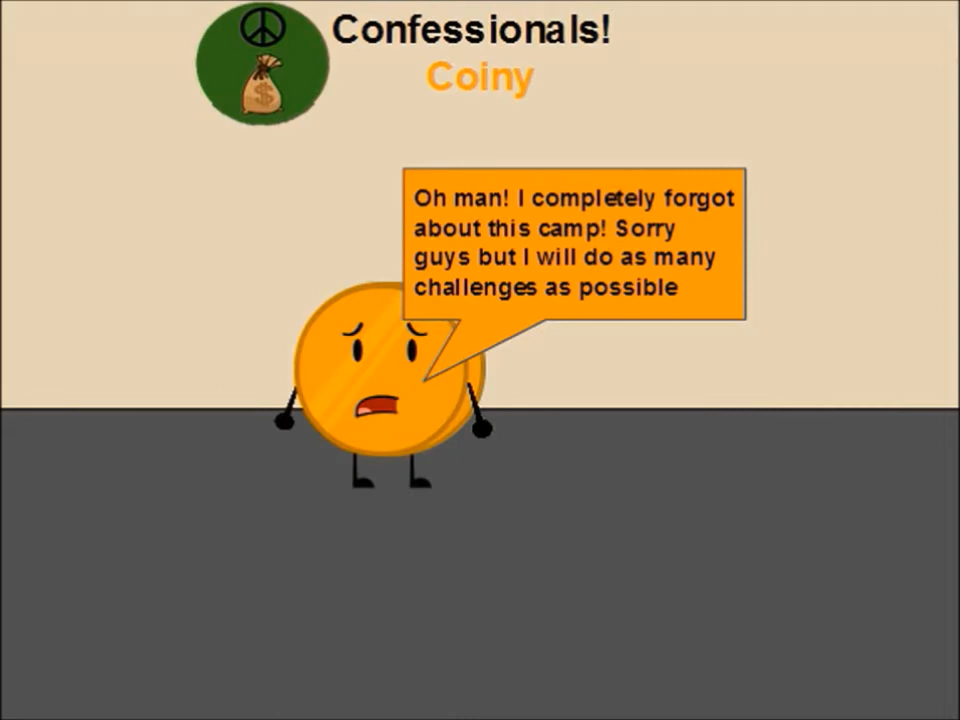 Confessionals!
Coiny
$
Oh man! I completely forgot
about this camp! Sorry
guys but I will do as many
challenges as possible